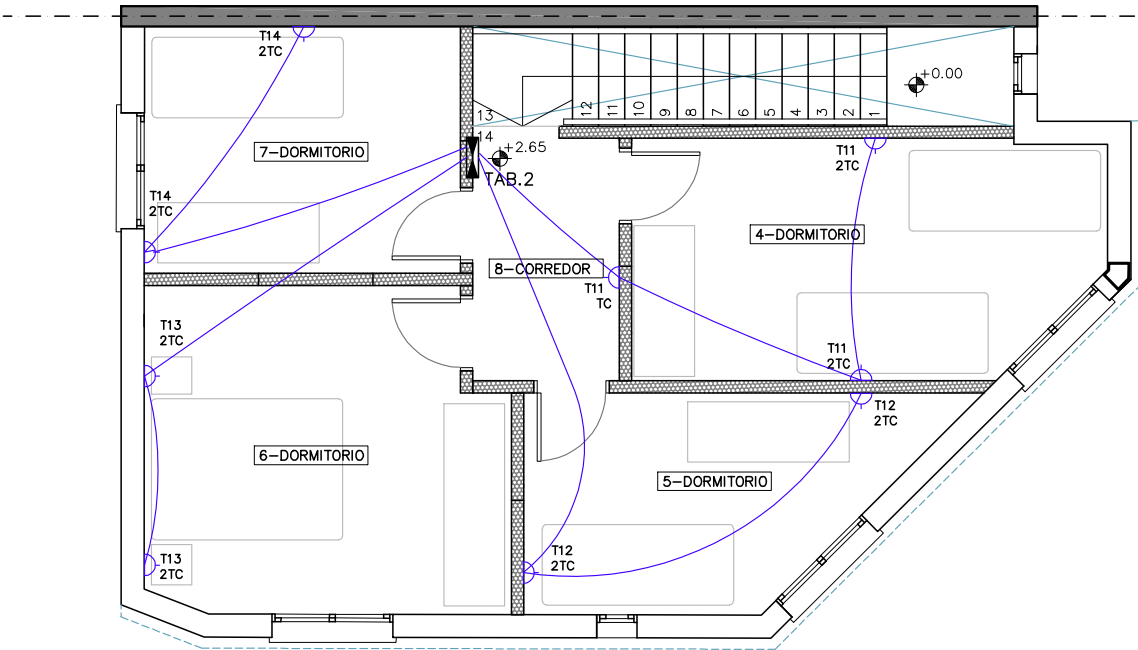 T14
2TC
12
11
10
9
8
7
6
5
4
3
2
1
+0.00
13
14
+2.65
TAB.2
7-DORMITORIO
T11
2TC
T14
2TC
4-DORMITORIO
8-CORREDOR
T11
TC
T13
2TC
T11
2TC
T12
2TC
6-DORMITORIO
5-DORMITORIO
T13
2TC
T12
2TC